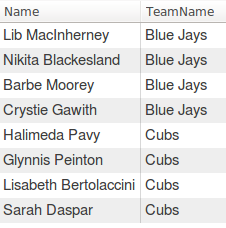 Name TeamName
Lib MacInherney Blue Jays
Nikita Blackesland Blue Jays
Barbe Moorey Blue Jays
Crystie Gawith Blue Jays
Halimeda Pavy Cubs
Glynnis Peinton Cubs
Lisabeth Bertolaccini Cubs
Sarah Daspar Cubs